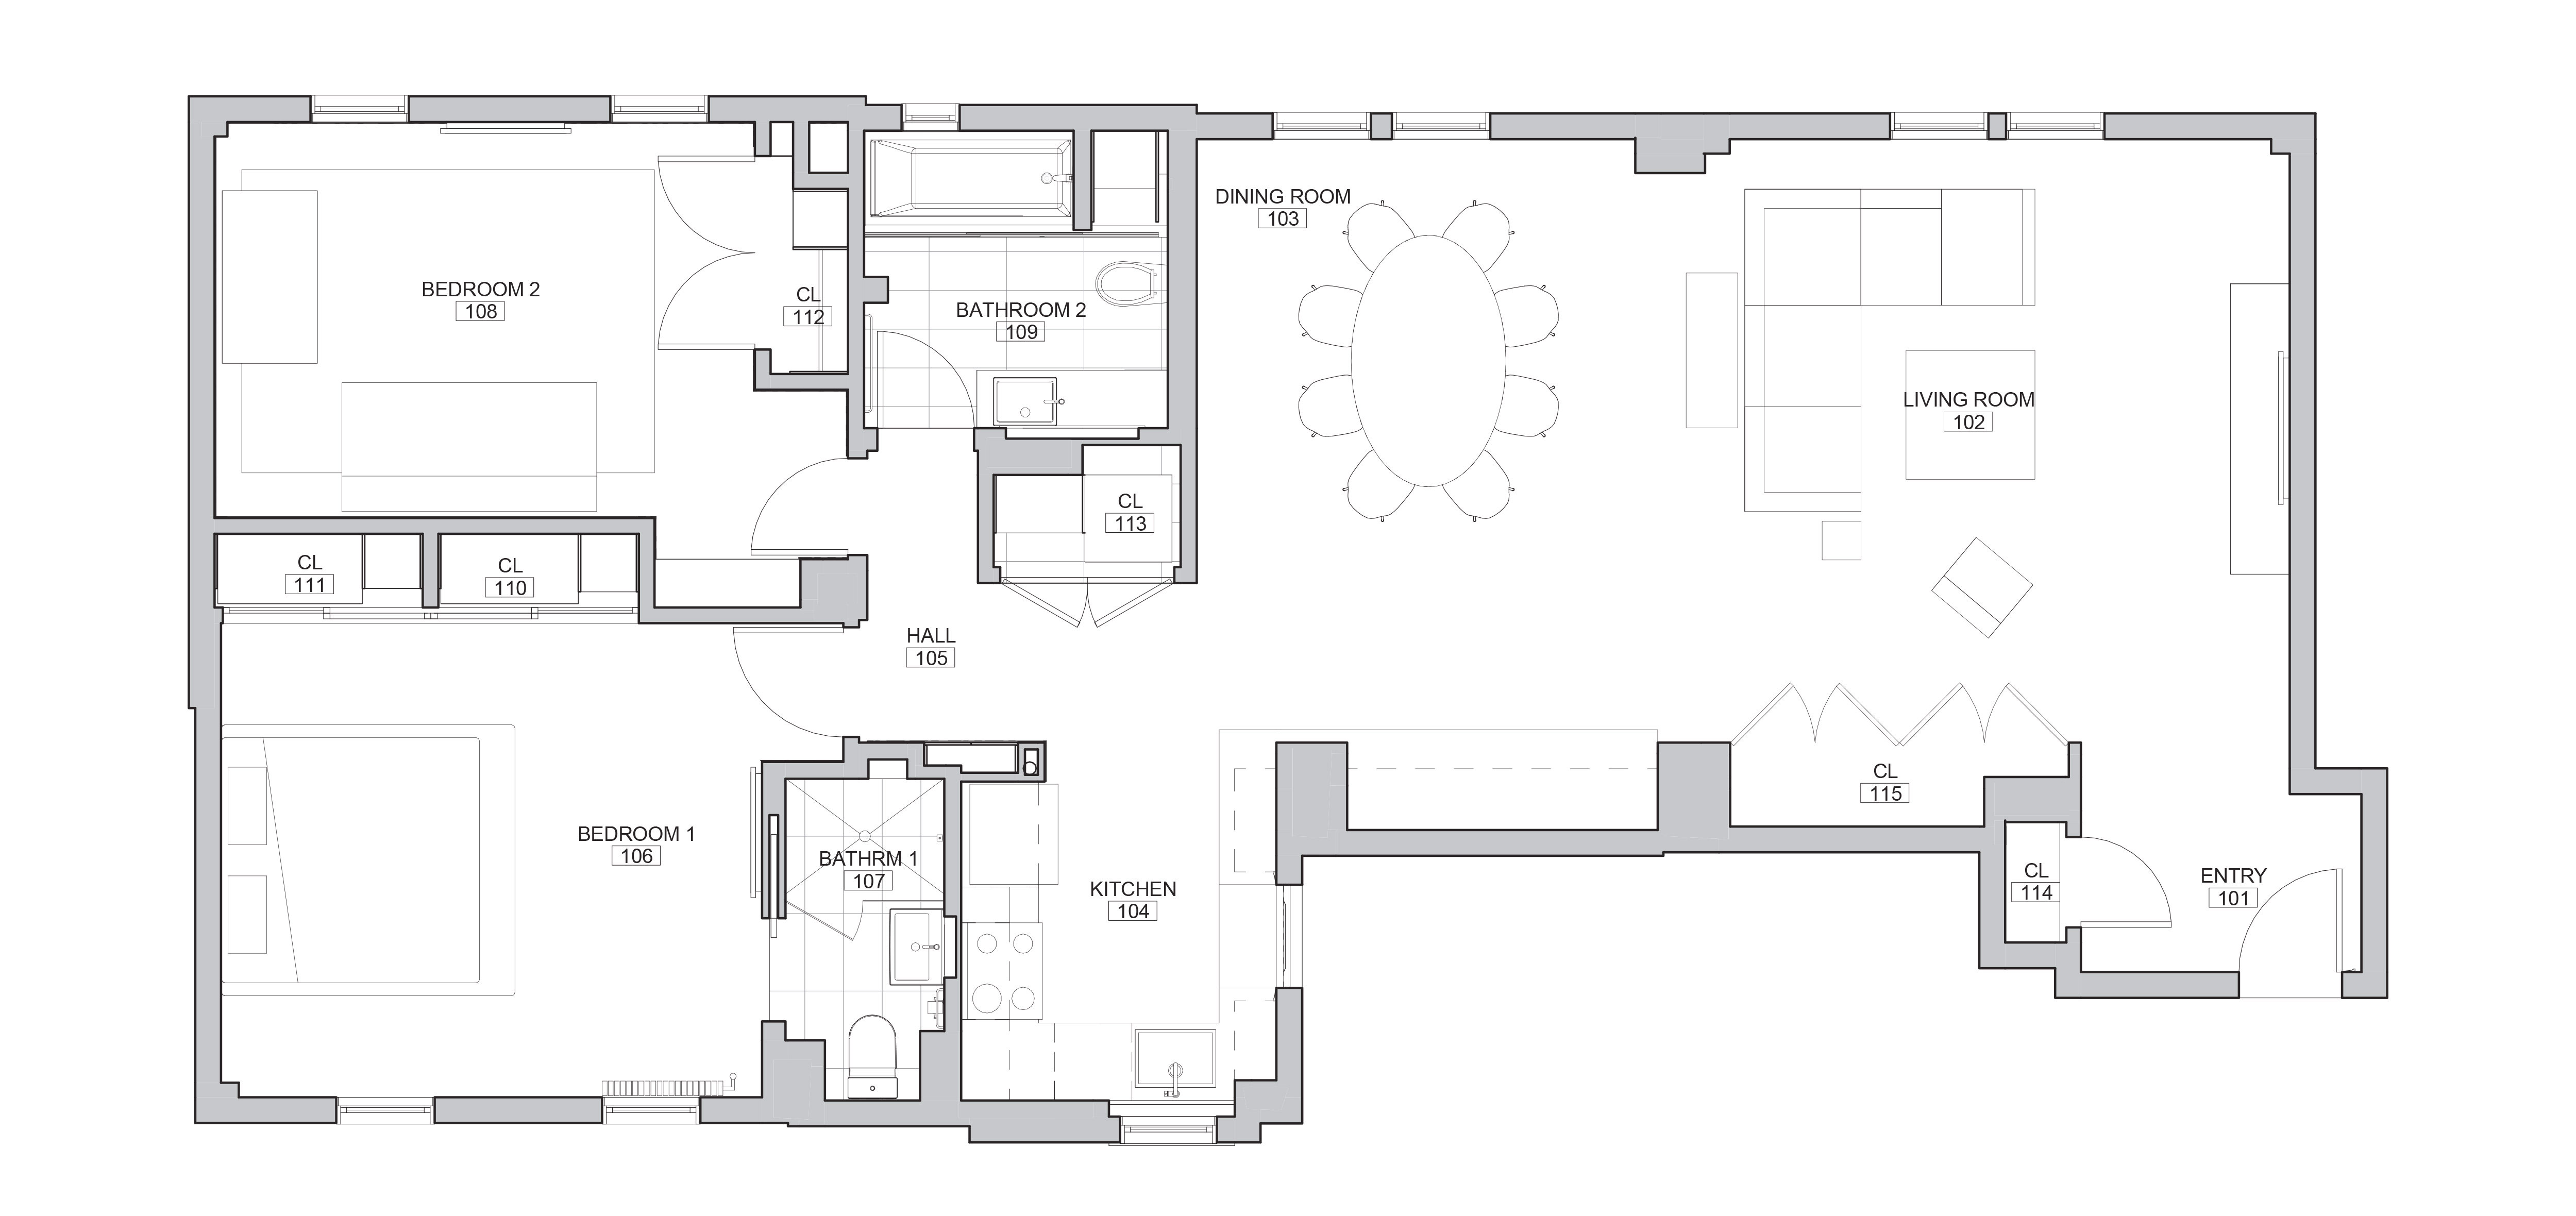 DINING ROOM
103
BEDROOM 2
108
CL
112
BATHROOM 2
109
LIVING ROOM
102
CL
113
CL
111
CL
110
HALL
105
CL
115
BEDROOM 1
106
BATHRM 1
107
KITCHEN
104
CL
114
ENTRY
101